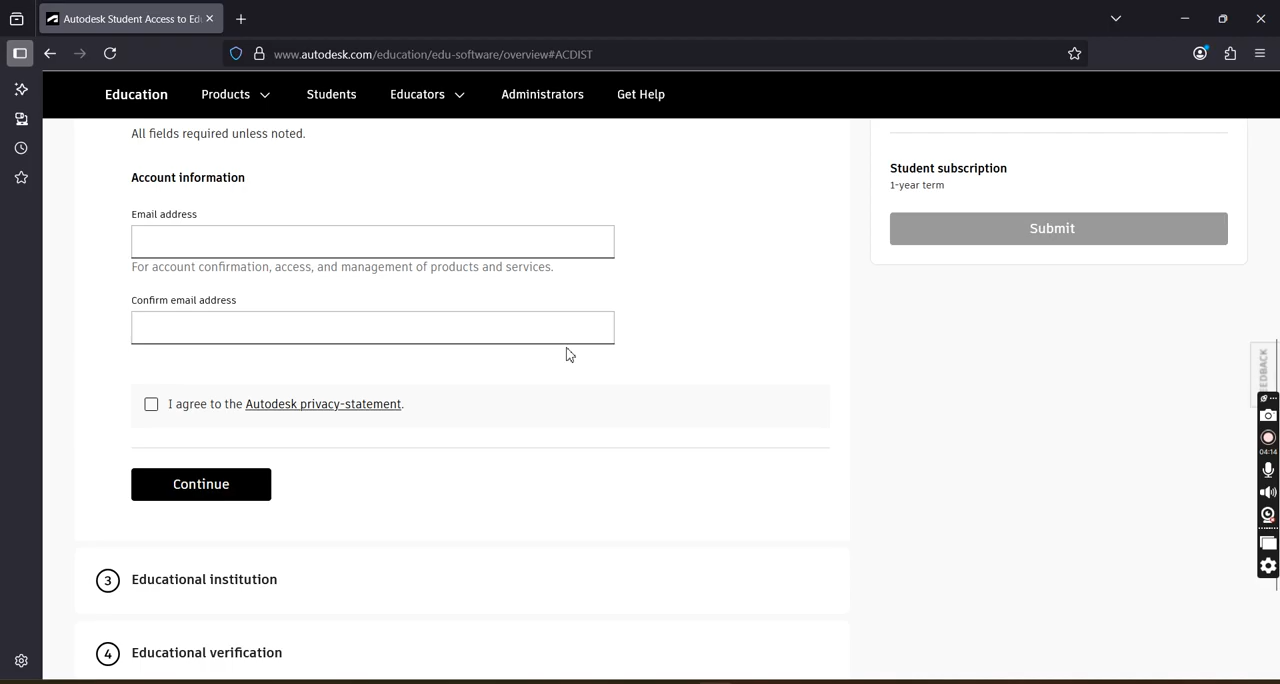 Autodesk Student Access to Ed
www.autodesk.com/education/edu-software/overview#ACDIST
Education
Products
Students
Educators
Administrators
Get Help
All fields required unless noted.
Account information
Email address
For account confirmation, access, and management of products and services.
Confirm email address
I agree to the Autodesk privacy-statement.
Continue
3 Educational institution
4 Educational verification
Student subscription
1-year term
Submit
04:14